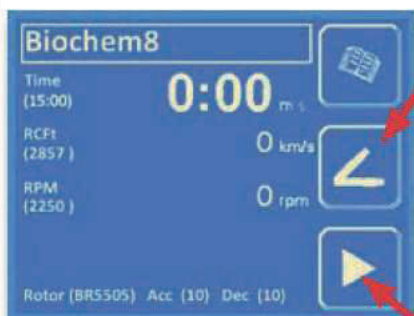 Biochem8
Time
(15:00)
0:00 m s
RCFt
(2857 )
0 km/s
RPM
(2250 )
0 rpm
Rotor (BR5505) Acc (10) Dec (10)